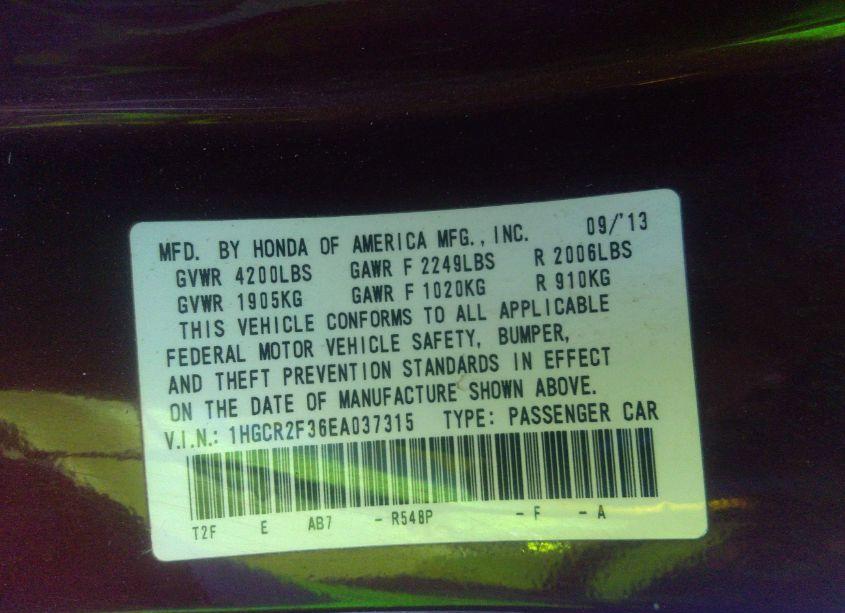 MFD. BY HONDA OF AMERICA MFG., INC. 09/'13
GVWR 4200LBS GAWR F 2249LBS R 2006LBS
GVWR 1905KG GAWR F 1020KG R 910KG
THIS VEHICLE CONFORMS TO ALL APPLICABLE
FEDERAL MOTOR VEHICLE SAFETY, BUMPER,
AND THEFT PREVENTION STANDARDS IN EFFECT
ON THE DATE OF MANUFACTURE SHOWN ABOVE.
V.I.N.: 1HGCR2F36EA037315 TYPE: PASSENGER CAR
T2F E AB7 - R548P - F - A